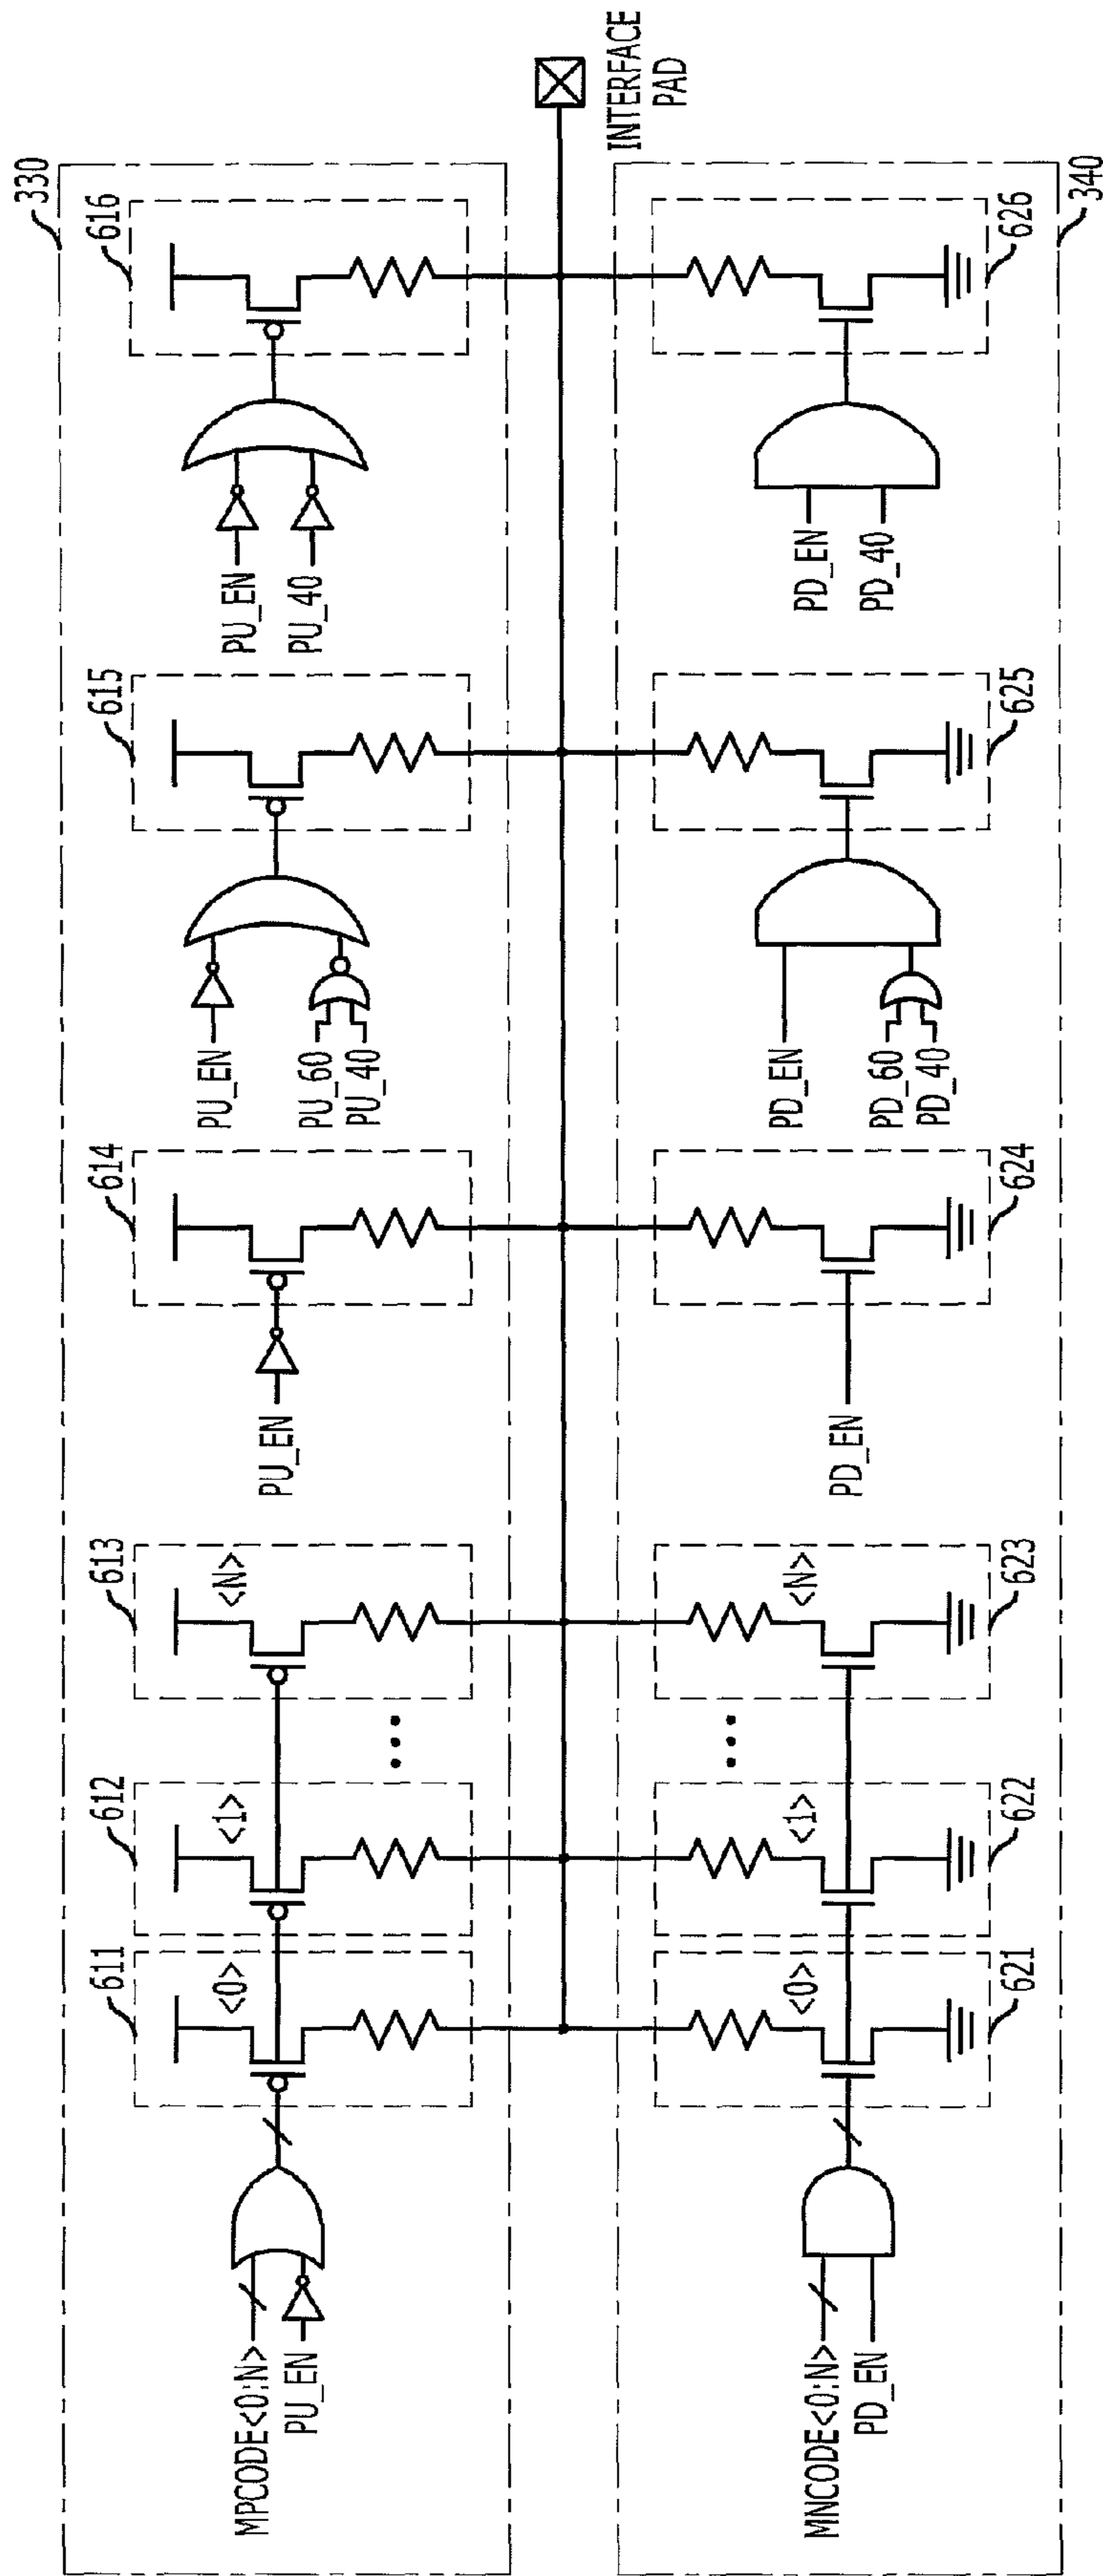 330
611
612
613
614
615
616
<0>
<1>
<N>
MPCODE<0:N>
PU_EN
PU_EN
PU_EN
PU_60
PU_40
PU_EN
PU_40
INTERFACE
PAD
MNCODE<0:N>
PD_EN
<0>
<1>
<N>
PD_EN
PD_EN
PD_60
PD_40
PD_EN
PD_40
621
622
623
624
625
626
340